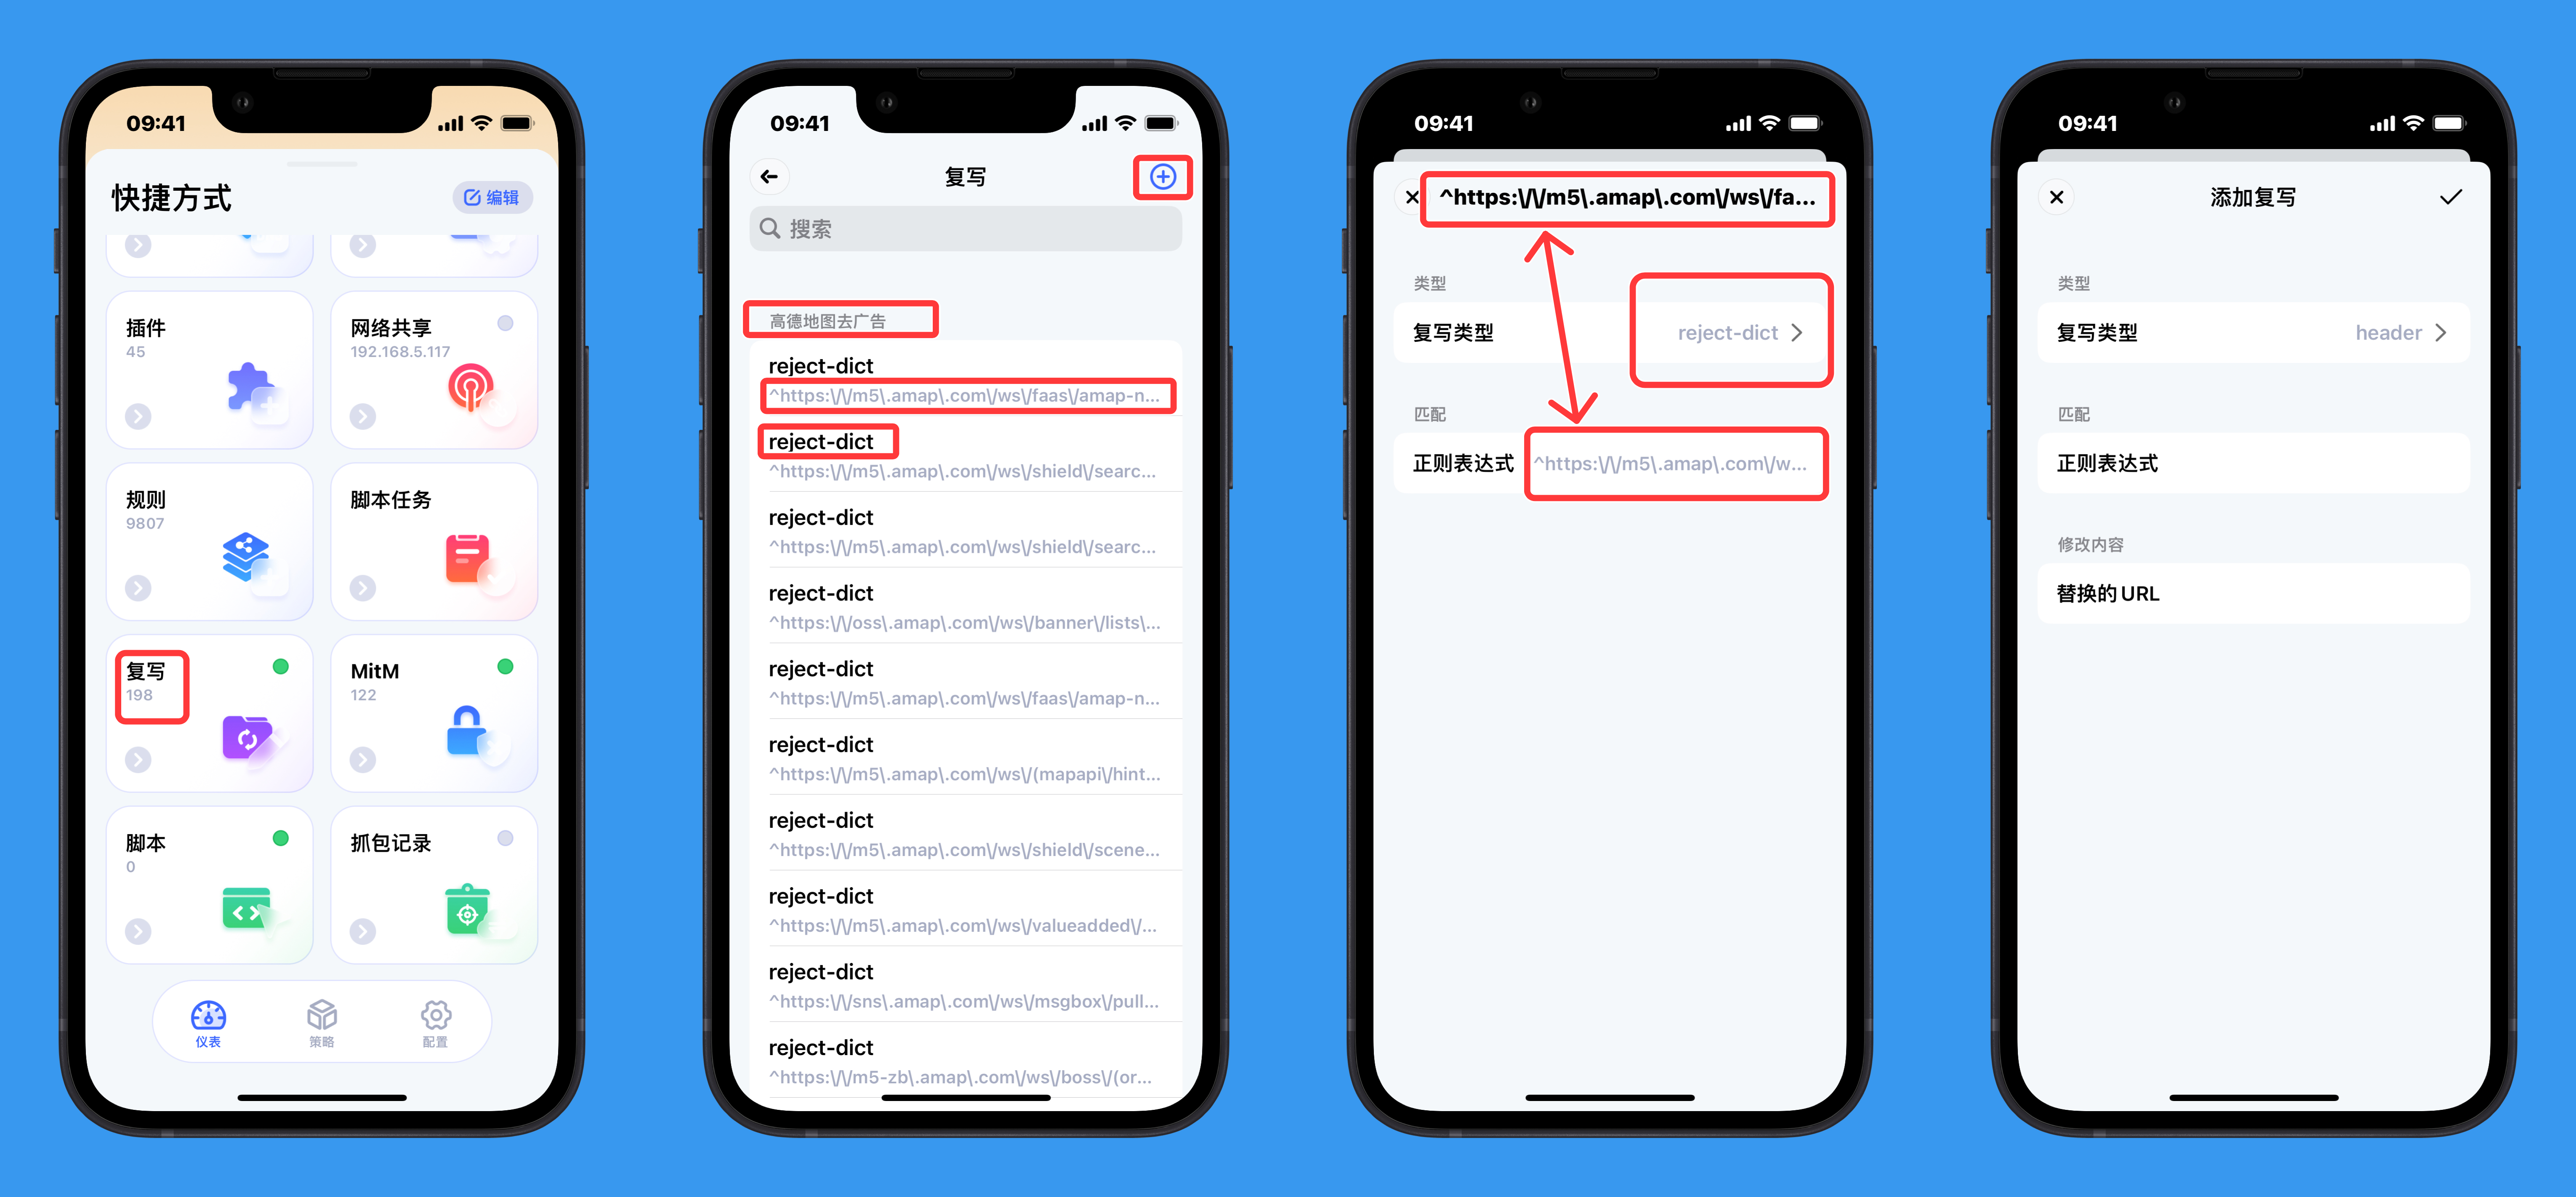 09:41
快捷方式
编辑
插件
45
网络共享
192.168.5.117
规则
9807
脚本任务
复写
198
MitM
122
脚本
0
抓包记录
仪表
策略
配置
09:41
复写
搜索
高德地图去广告
reject-dict
^https:\/\/m5\.amap\.com\/ws\/faas\/amap-n...
reject-dict
^https:\/\/m5\.amap\.com\/ws\/shield\/searc...
reject-dict
^https:\/\/m5\.amap\.com\/ws\/shield\/searc...
reject-dict
^https:\/\/oss\.amap\.com\/ws\/banner\/lists\...
reject-dict
^https:\/\/m5\.amap\.com\/ws\/faas\/amap-n...
reject-dict
^https:\/\/m5\.amap\.com\/ws\/(mapapi\/hint...
reject-dict
^https:\/\/m5\.amap\.com\/ws\/shield\/scene...
reject-dict
^https:\/\/m5\.amap\.com\/ws\/valueadded\/...
reject-dict
^https:\/\/sns\.amap\.com\/ws\/msgbox\/pull...
reject-dict
^https:\/\/m5-zb\.amap\.com\/ws\/boss\/(or...
09:41
^https:\/\/m5\.amap\.com\/ws\/fa...
类型
复写类型
reject-dict
匹配
正则表达式
^https:\/\/m5\.amap\.com\/w...
09:41
添加复写
类型
复写类型
header
匹配
正则表达式
修改内容
替换的URL